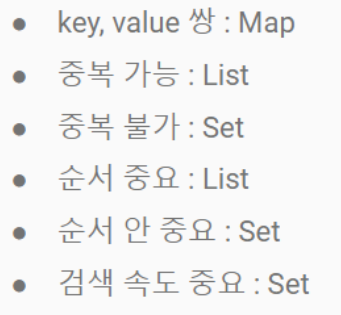 ● key, value 쌍 : Map
● 중복 가능 : List
● 중복 불가 : Set
● 순서 중요 : List
● 순서 안 중요 : Set
● 검색 속도 중요 : Set